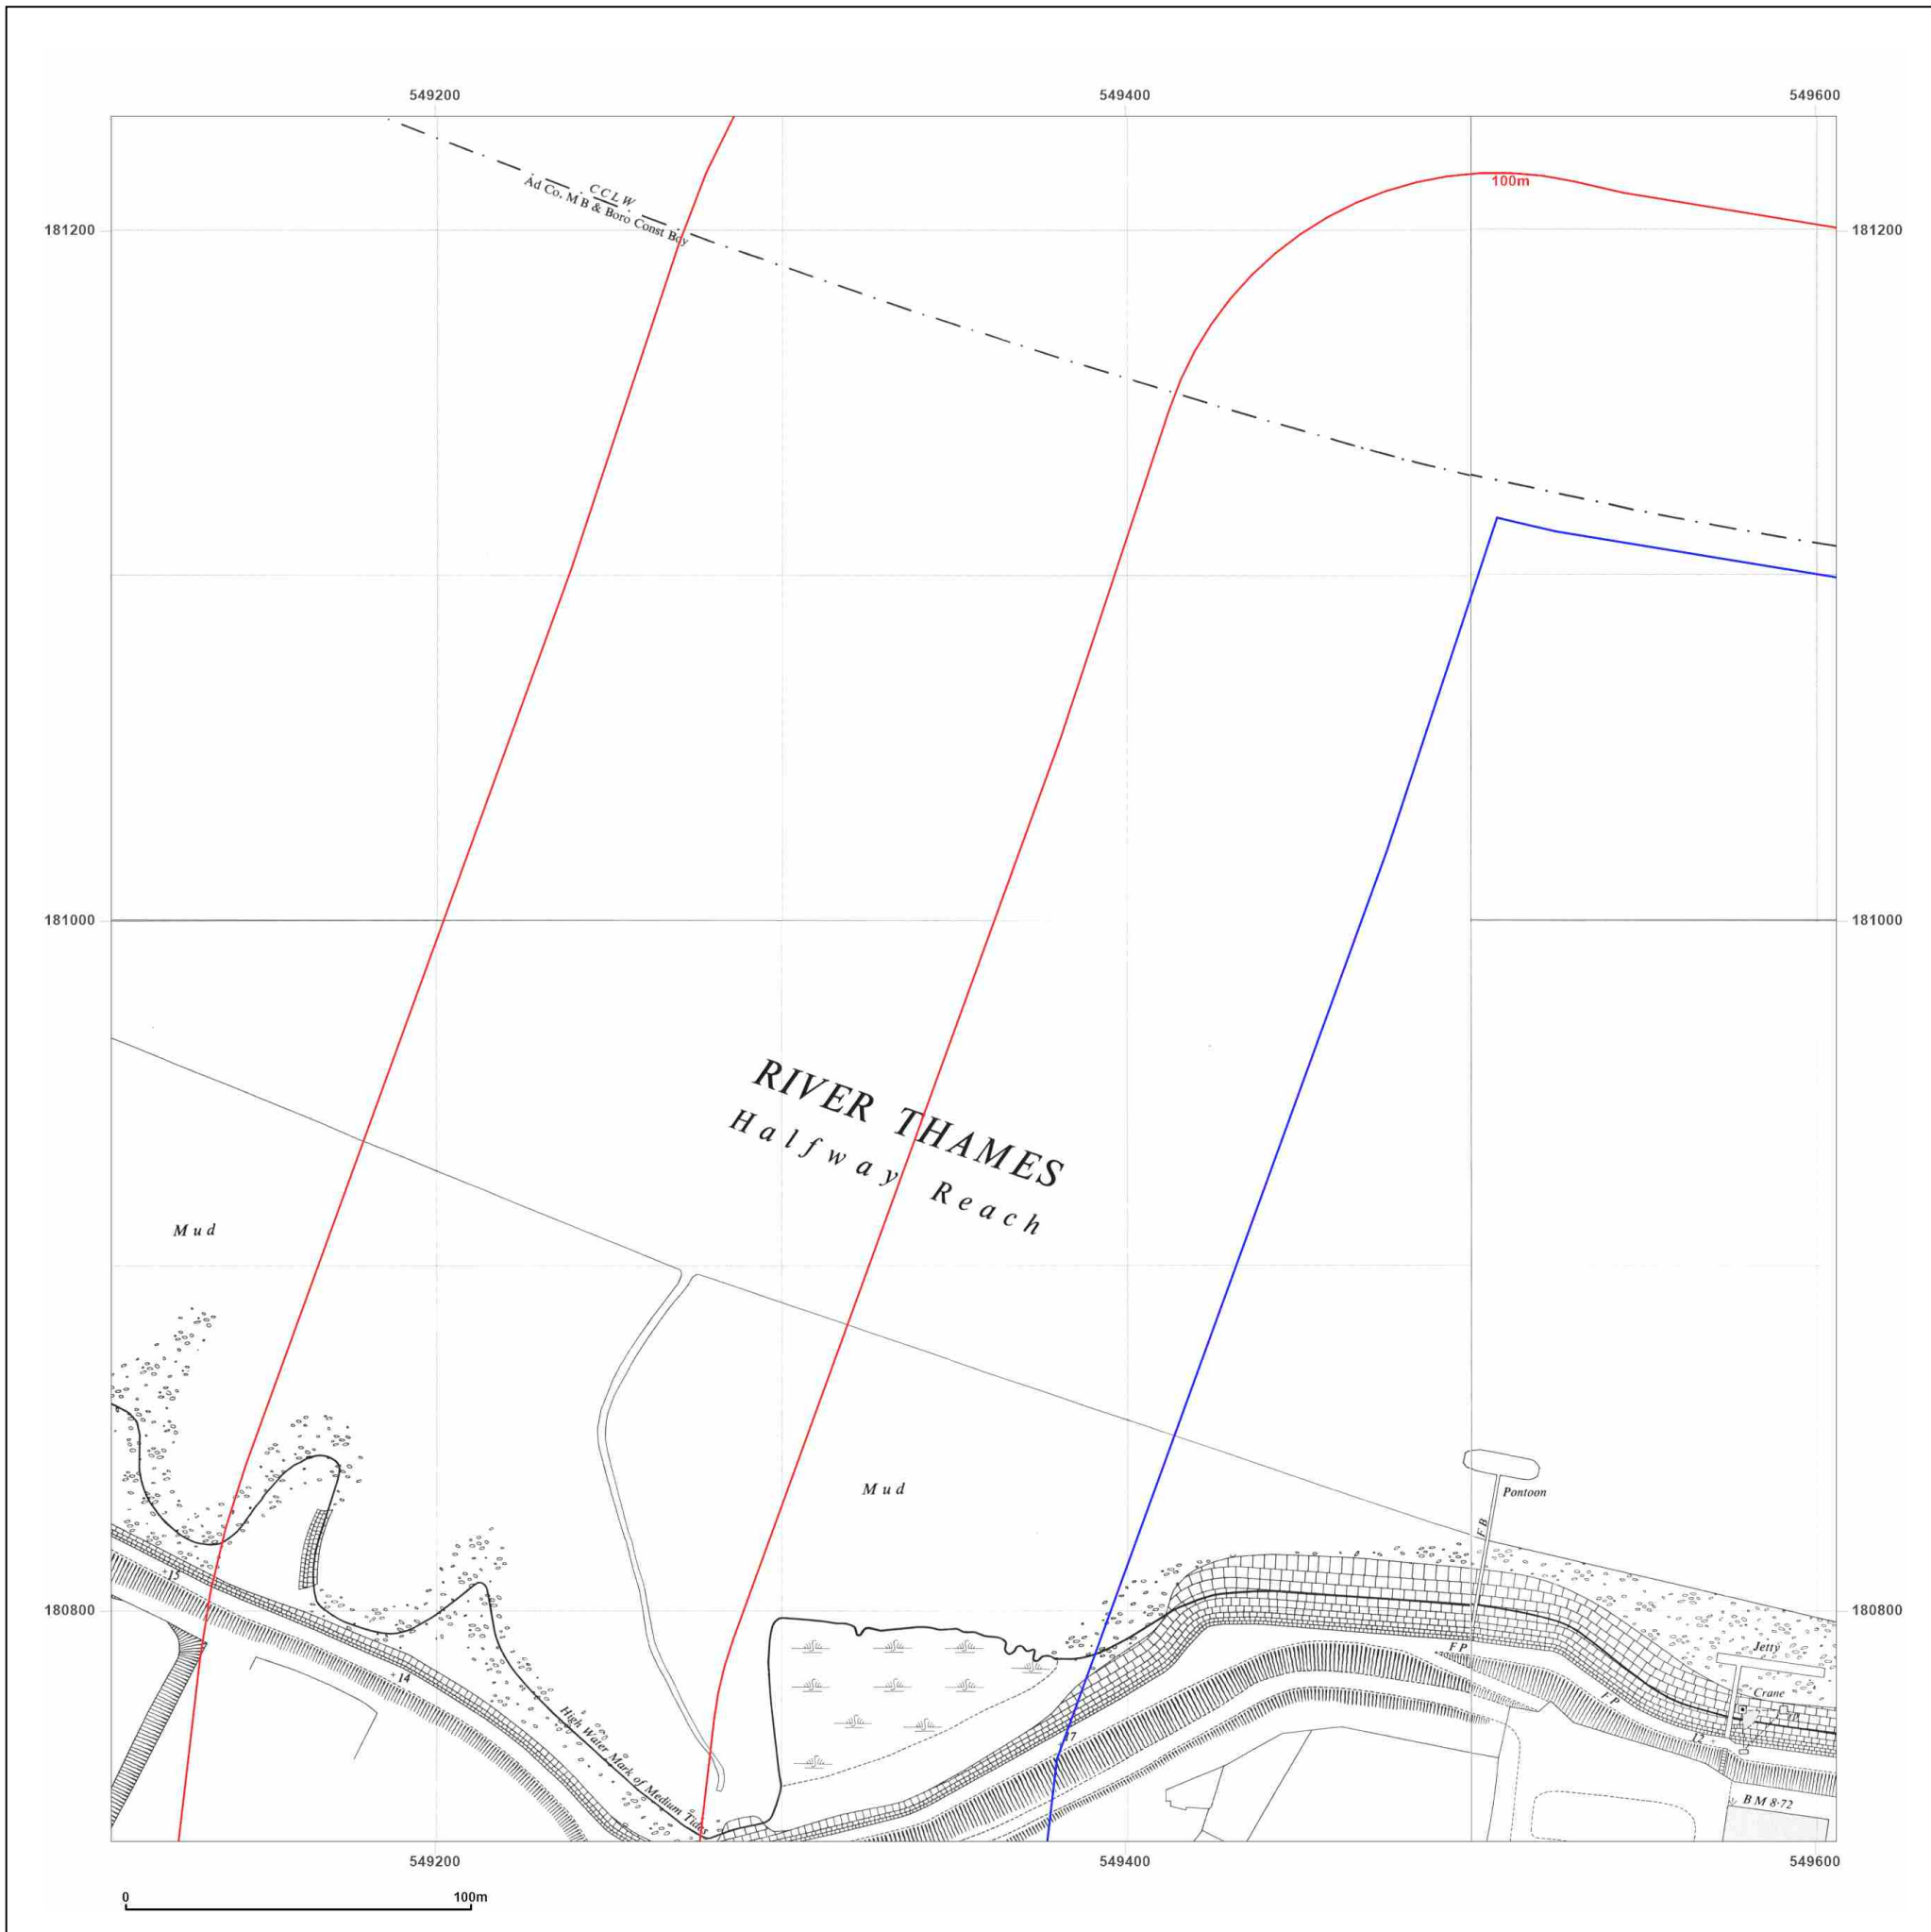 549200
549400
549600
100m
CCLW
Ad Co, M B & Boro Const Bdy
181200
181200
181000
181000
RIVER THAMES
Halfway Reach
Mud
Mud
Pontoon
F B
+15
180800
180800
F P
Jetty
+14
F P
Crane
High Water Mark of Medium Tides
+17
12 +
B M 8·72
549200
549400
549600
0
100m